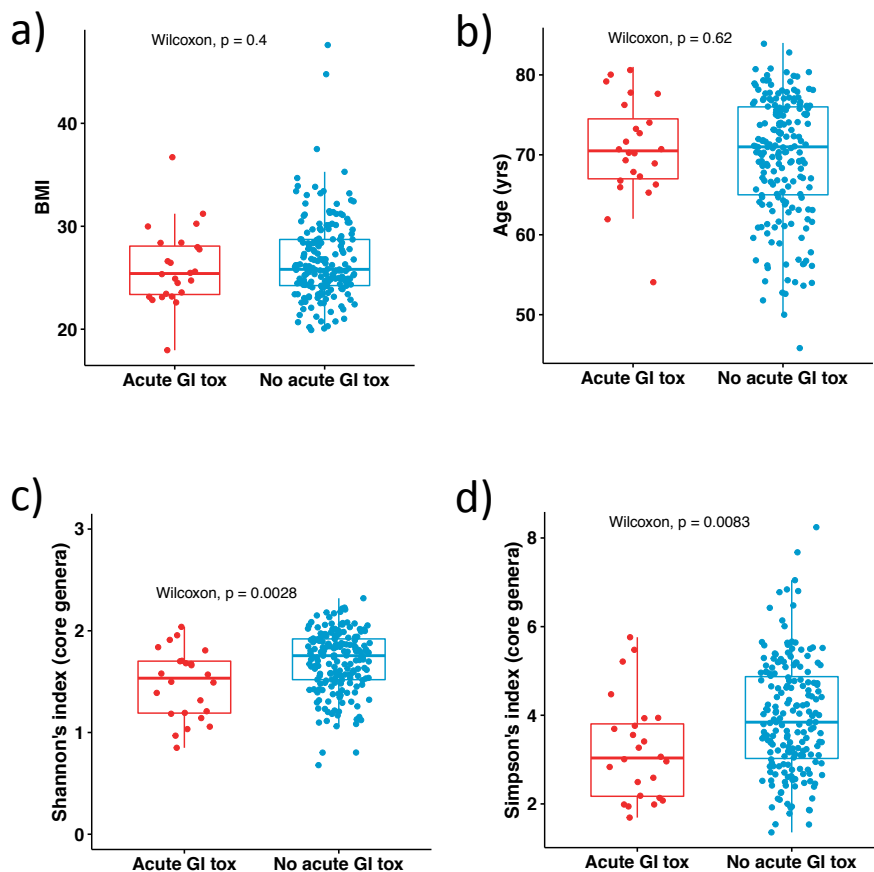 a)
Wilcoxon, p = 0.4
BMI
40
30
20
Acute GI tox
No acute GI tox
b)
Wilcoxon, p = 0.62
Age (yrs)
80
70
60
50
Acute GI tox
No acute GI tox
c)
Wilcoxon, p = 0.0028
Shannon's index (core genera)
3
2
1
0
Acute GI tox
No acute GI tox
d)
Wilcoxon, p = 0.0083
Simpson's index (core genera)
8
6
4
2
Acute GI tox
No acute GI tox